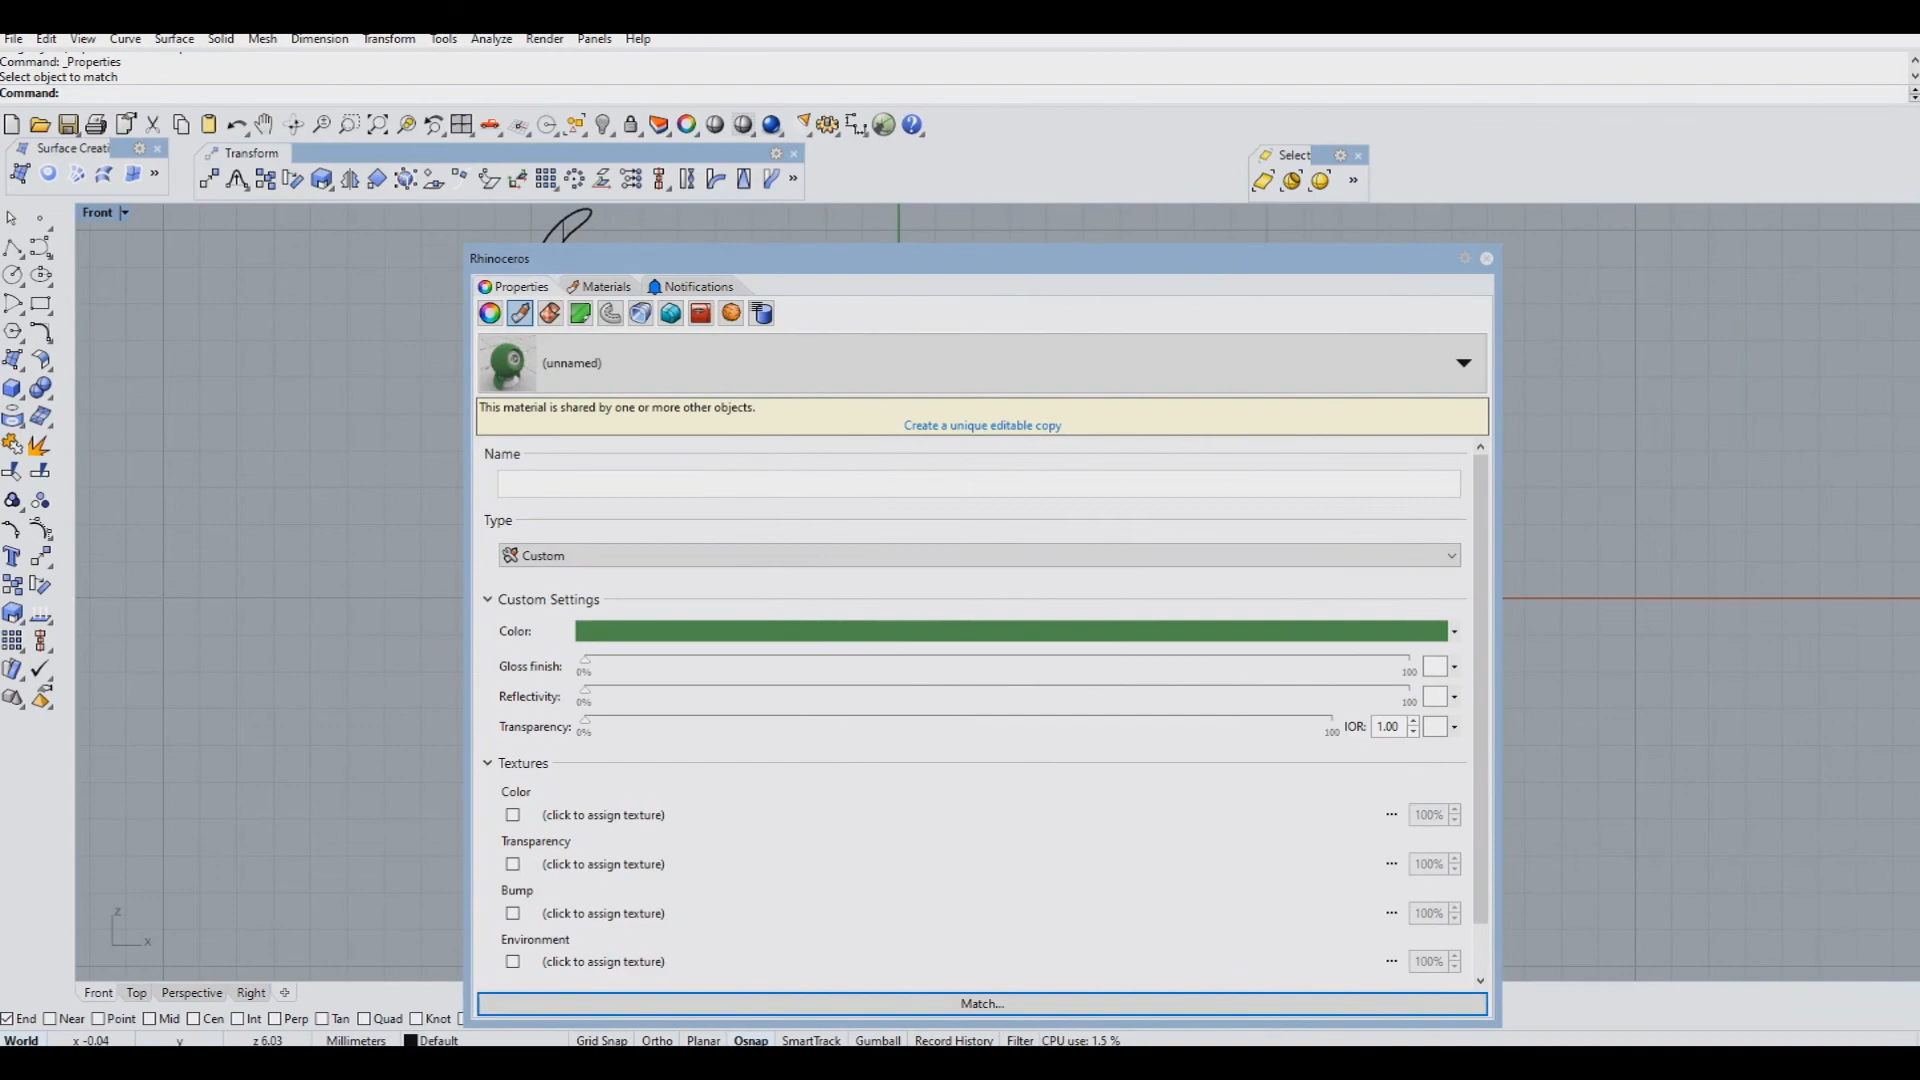 File Edit View Curve Surface Solid Mesh Dimension Transform Tools Analyze Render Panels Help
Command: _Properties
Select object to match
Command:
Surface Creati
Transform
Select
Front
Rhinoceros
Properties Materials Notifications
(unnamed)
This material is shared by one or more other objects.
Create a unique editable copy
Name
Type
Custom
Custom Settings
Color:
Gloss finish: 0% 100
Reflectivity: 0% 100
Transparency: 0% 100 IOR: 1.00
Textures
Color
(click to assign texture) ... 100%
Transparency
(click to assign texture) ... 100%
Bump
(click to assign texture) ... 100%
Environment
(click to assign texture) ... 100%
Match...
z
x
Front Top Perspective Right
End Near Point Mid Cen Int Perp Tan Quad Knot
World x -0.04 y z 6.03 Millimeters Default Grid Snap Ortho Planar Osnap SmartTrack Gumball Record History Filter CPU use: 1.5 %